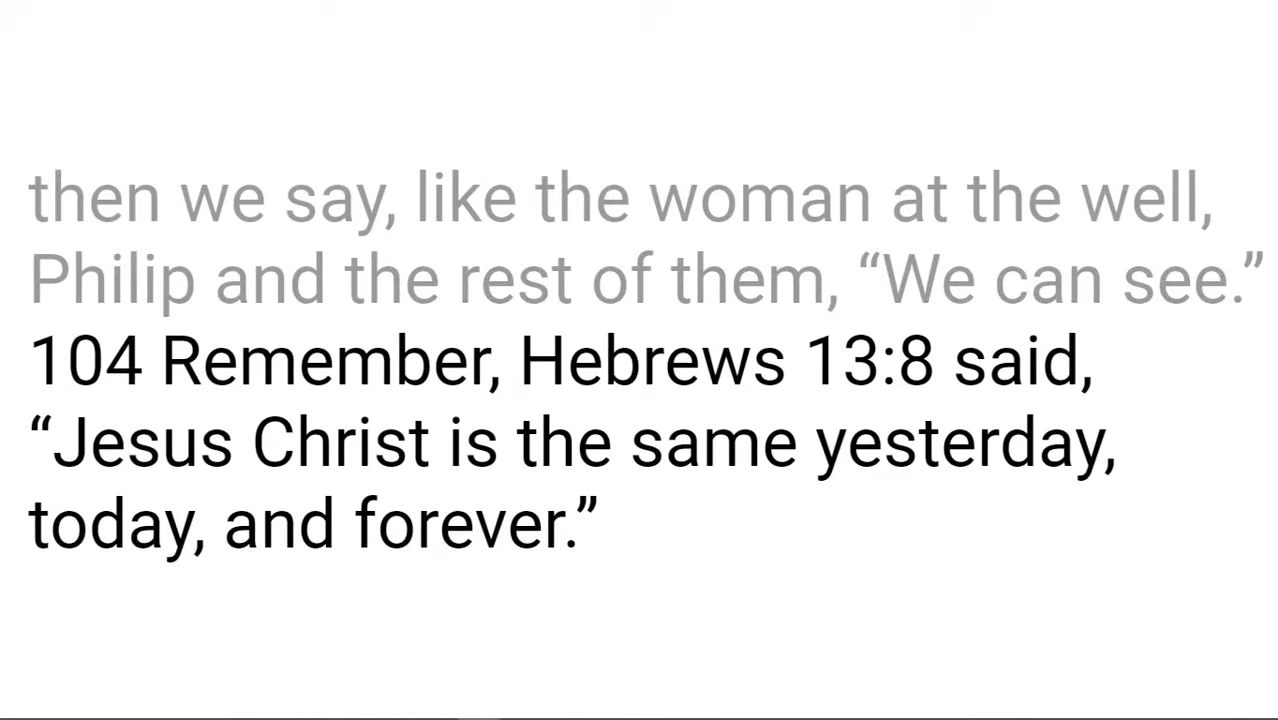 then we say, like the woman at the well,
Philip and the rest of them, “We can see.”
104 Remember, Hebrews 13:8 said,
“Jesus Christ is the same yesterday,
today, and forever.”